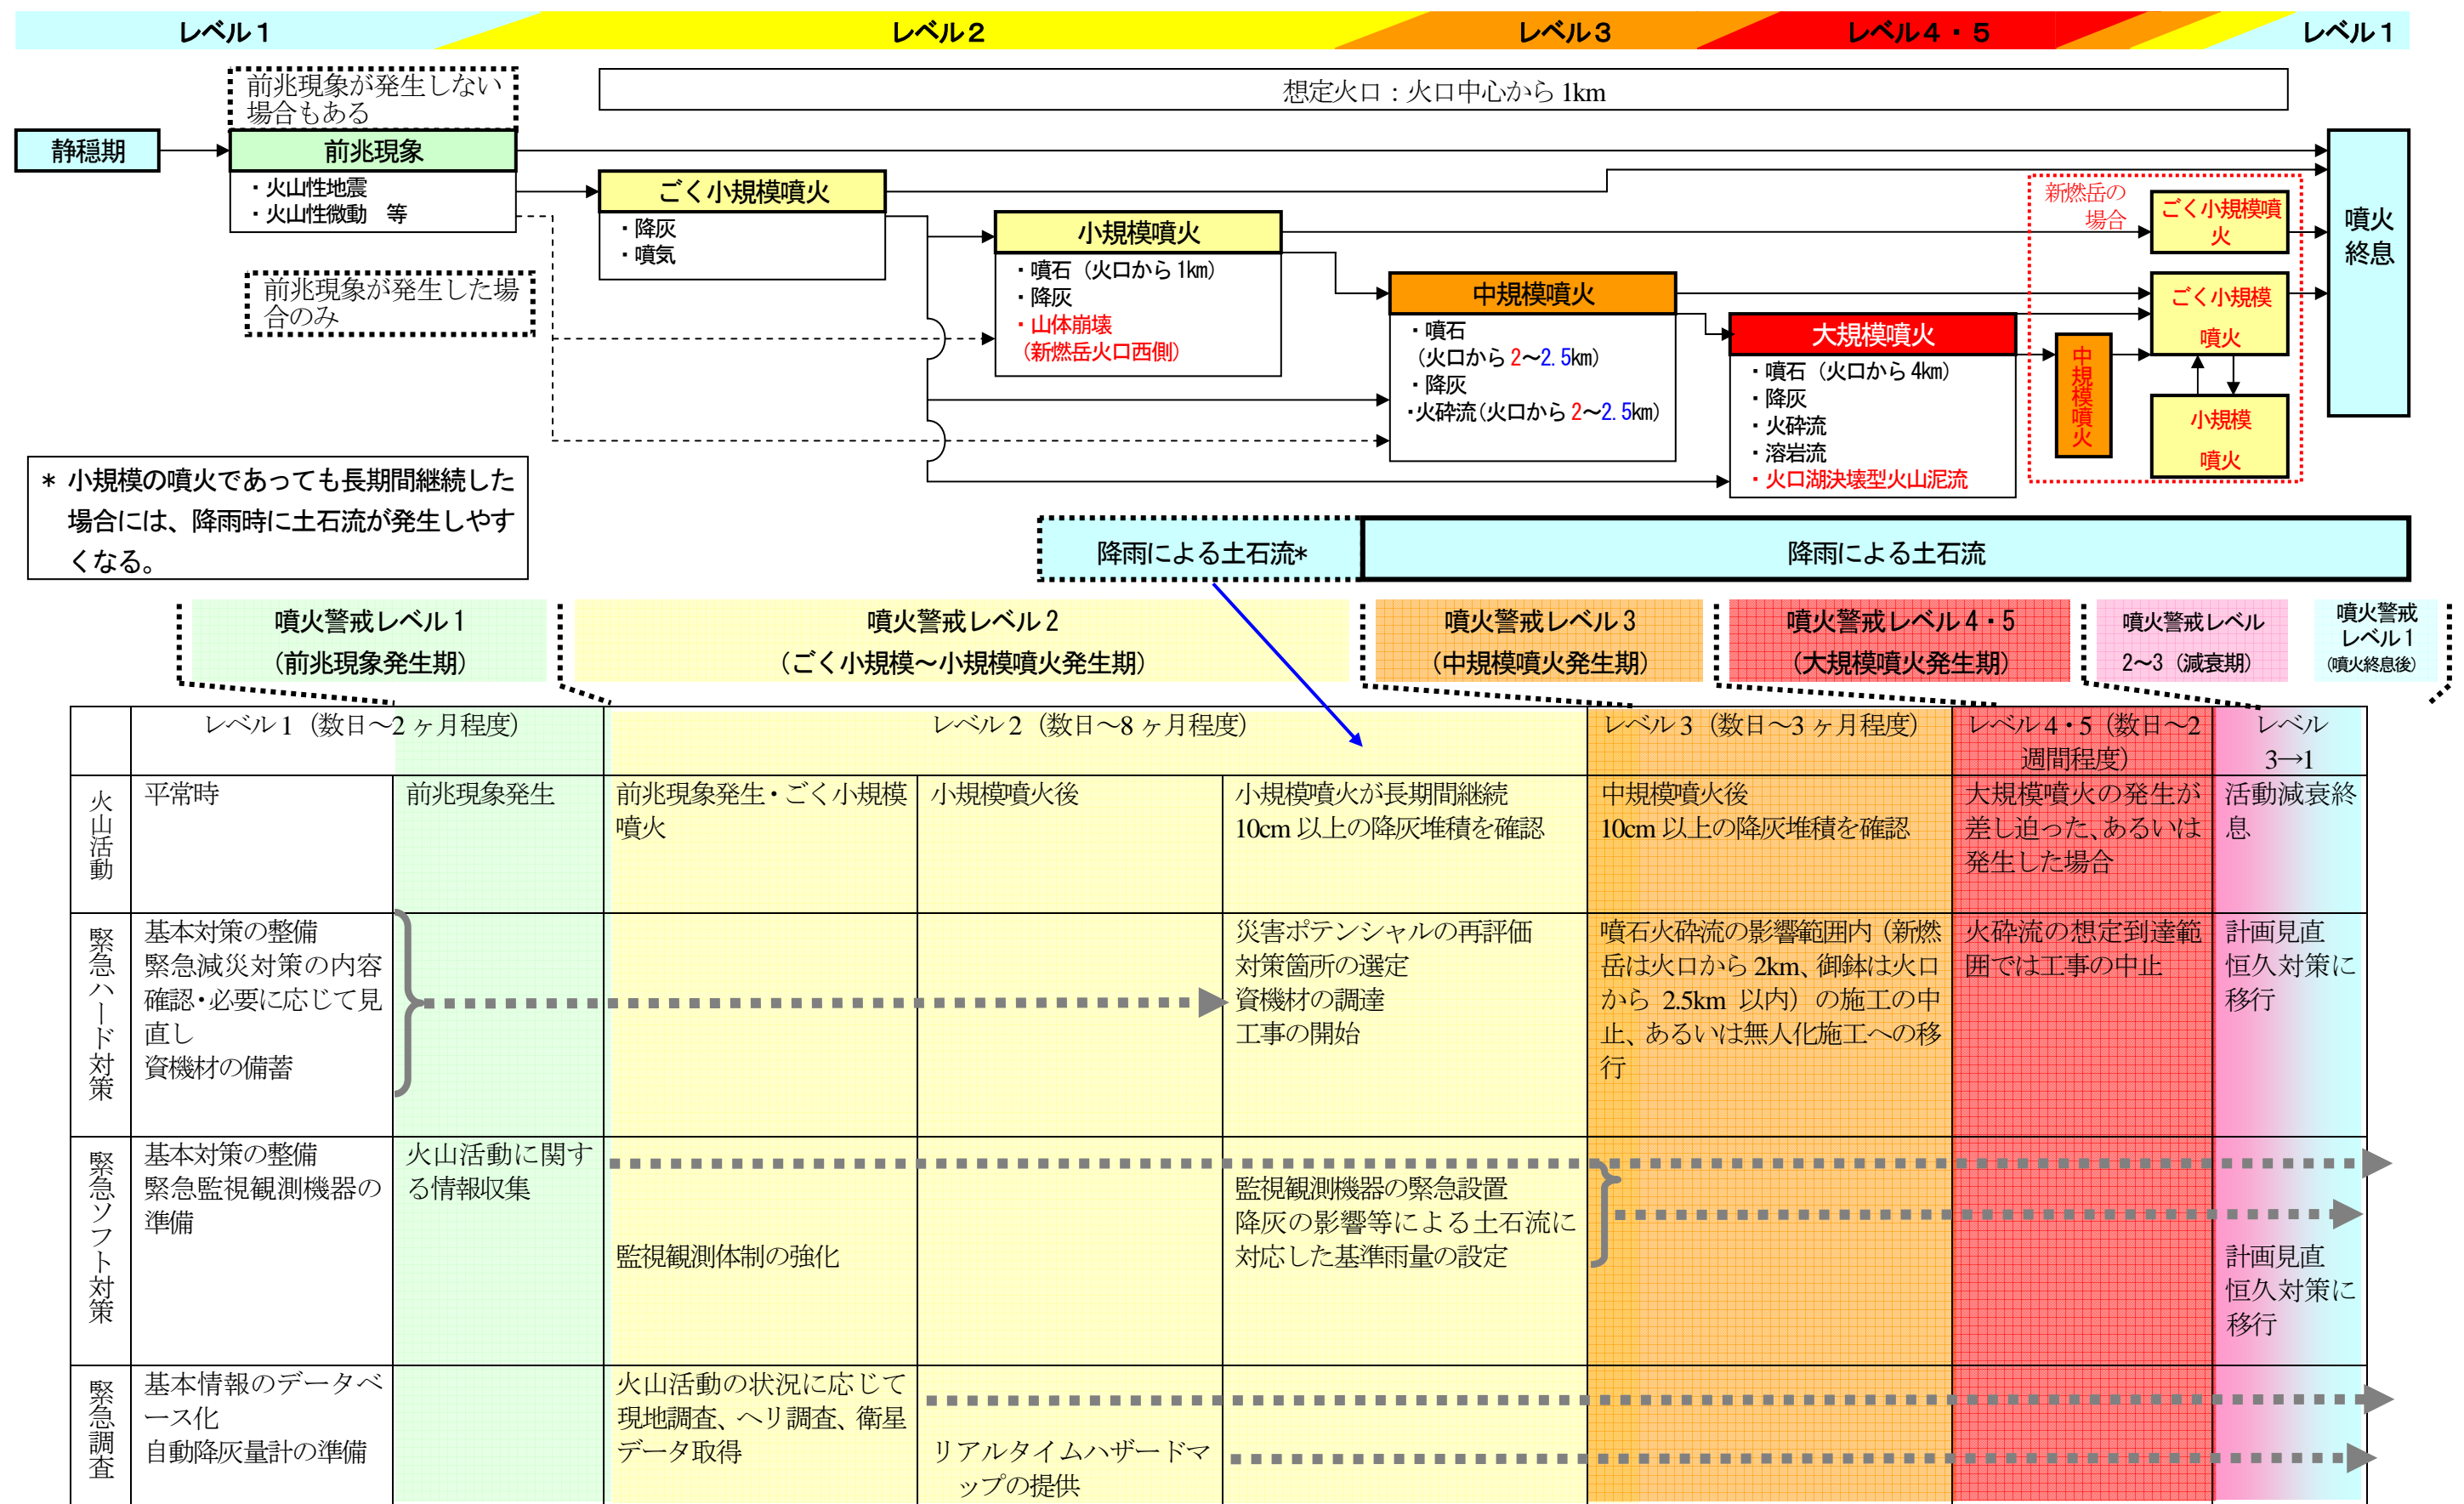 レベル１
レベル２
レベル３
レベル４・５
レベル１
前兆現象が発生しない
場合もある
想定火口：火口中心から 1km
静穏期
前兆現象
・火山性地震
・火山性微動　等
ごく小規模噴火
・降灰
・噴気
小規模噴火
・噴石（火口から1km）
・降灰
・山体崩壊
（新燃岳火口西側）
中規模噴火
・噴石
（火口から2～2.5km）
・降灰
・火砕流（火口から2～2.5km）
大規模噴火
・噴石（火口から4km）
・降灰
・火砕流
・溶岩流
・火口湖決壊型火山泥流
新燃岳の
場合
ごく小規模噴
火
ごく小規模
噴火
中規模噴火
小規模
噴火
噴火
終息
前兆現象が発生した場
合のみ
* 小規模の噴火であっても長期間継続した
場合には、降雨時に土石流が発生しやす
くなる。
降雨による土石流*
降雨による土石流
噴火警戒レベル1
（前兆現象発生期）
噴火警戒レベル2
（ごく小規模～小規模噴火発生期）
噴火警戒レベル3
（中規模噴火発生期）
噴火警戒レベル4・5
（大規模噴火発生期）
噴火警戒レベル
2～3（減衰期）
噴火警戒
レベル1
（噴火終息後）
レベル1（数日～2ヶ月程度）
レベル2（数日～8ヶ月程度）
レベル3（数日～3ヶ月程度）
レベル4・5（数日～2
週間程度）
レベル
3→1
火山活動
平常時
前兆現象発生
前兆現象発生・ごく小規模
噴火
小規模噴火後
小規模噴火が長期間継続
10cm 以上の降灰堆積を確認
中規模噴火後
10cm 以上の降灰堆積を確認
大規模噴火の発生が
差し迫った、あるいは
発生した場合
活動減衰終
息
緊急ハード対策
基本対策の整備
緊急減災対策の内容
確認・必要に応じて見
直し
資機材の備蓄
災害ポテンシャルの再評価
対策箇所の選定
資機材の調達
工事の開始
噴石火砕流の影響範囲内（新燃
岳は火口から 2km、御鉢は火口
から 2.5km 以内）の施工の中
止、あるいは無人化施工への移
行
火砕流の想定到達範
囲では工事の中止
計画見直
恒久対策に
移行
緊急ソフト対策
基本対策の整備
緊急監視観測機器の
準備
火山活動に関す
る情報収集
監視観測体制の強化
監視観測機器の緊急設置
降灰の影響等による土石流に
対応した基準雨量の設定
計画見直
恒久対策に
移行
緊急調査
基本情報のデータベ
ース化
自動降灰量計の準備
火山活動の状況に応じて
現地調査、ヘリ調査、衛星
データ取得
リアルタイムハザードマ
ップの提供